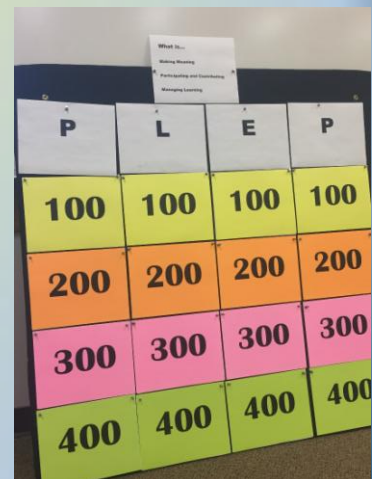 What is...
Making Meaning
Participating and Contributing
Managing Learning
P L E P
100 100 100 100
200 200 200 200
300 300 300 300
400 400 400 400